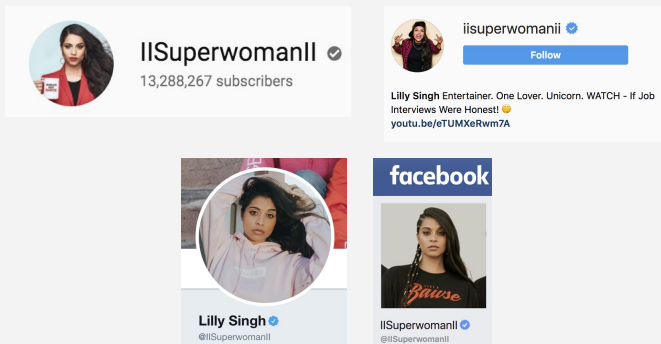 IISuperwomanII
13,288,267 subscribers
iisuperwomanii
Follow
Lilly Singh Entertainer. One Lover. Unicorn. WATCH - If Job
Interviews Were Honest! 😊
youtu.be/eTUMXeRwm7A
Lilly Singh
@IISuperwomanII
facebook
Bawse
IISuperwomanII
@IISuperwomanII